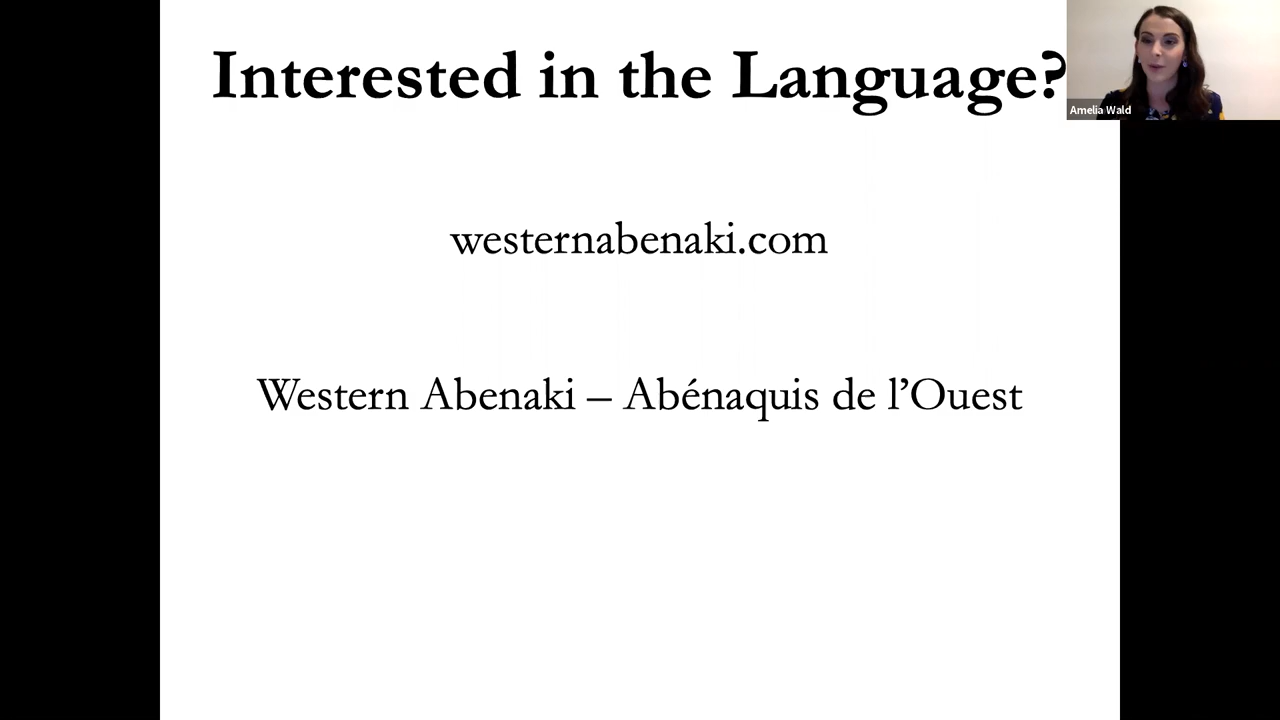 Interested in the Language?
Amelia Wald
westernabenaki.com
Western Abenaki – Abénaquis de l’Ouest